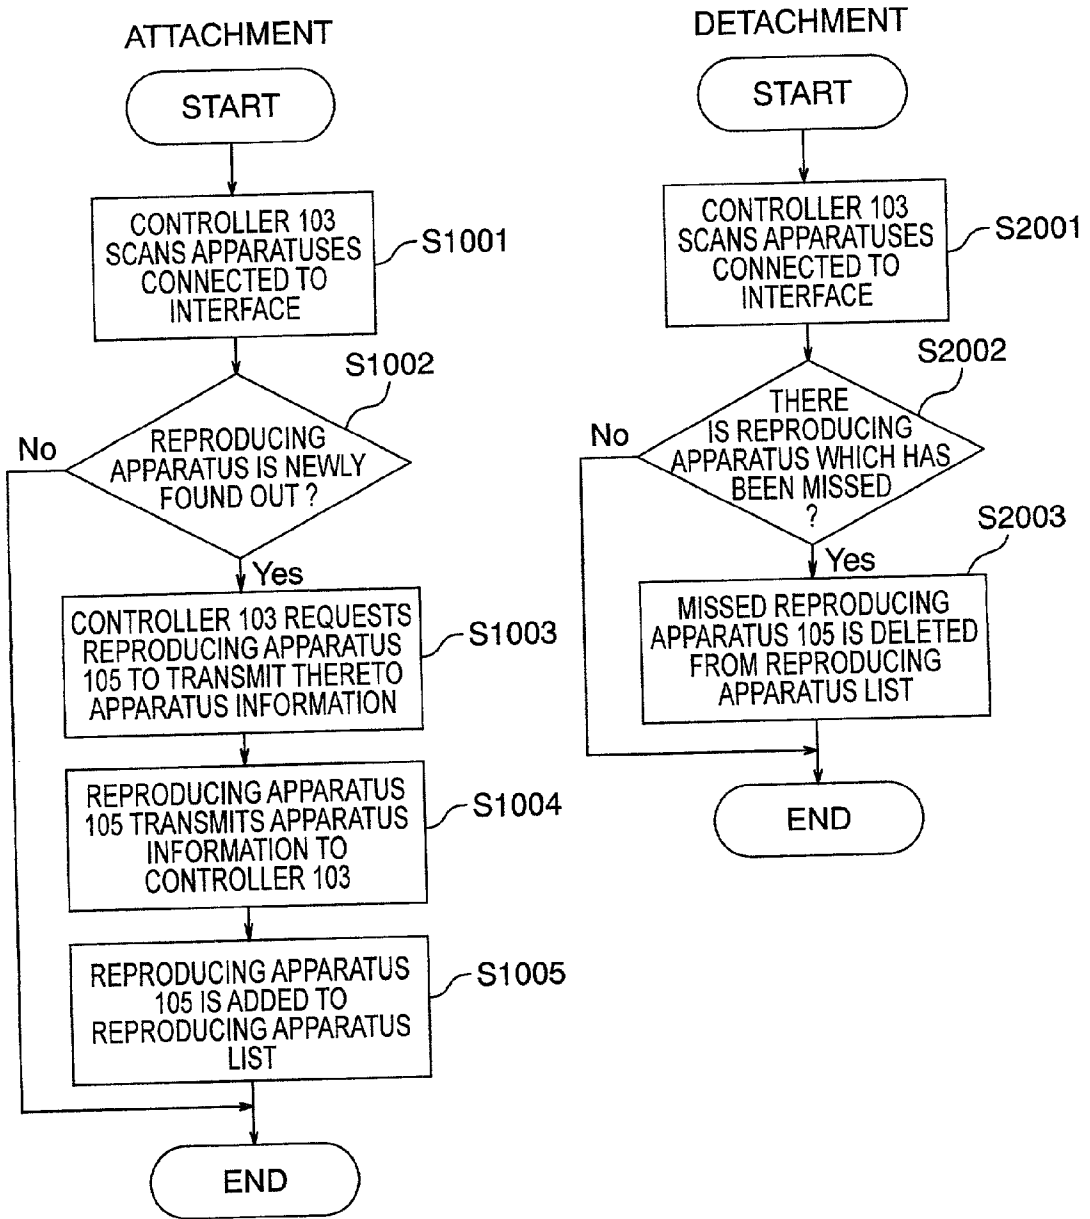 ATTACHMENT
START
CONTROLLER 103
SCANS APPARATUSES
CONNECTED TO
INTERFACE
S1001
S1002
REPRODUCING
APPARATUS IS NEWLY
FOUND OUT ?
No
Yes
CONTROLLER 103 REQUESTS
REPRODUCING APPARATUS
105 TO TRANSMIT THERETO
APPARATUS INFORMATION
S1003
REPRODUCING APPARATUS
105 TRANSMITS APPARATUS
INFORMATION TO
CONTROLLER 103
S1004
REPRODUCING APPARATUS
105 IS ADDED TO
REPRODUCING APPARATUS
LIST
S1005
END
DETACHMENT
START
CONTROLLER 103
SCANS APPARATUSES
CONNECTED TO
INTERFACE
S2001
S2002
THERE
IS REPRODUCING
APPARATUS WHICH HAS
BEEN MISSED
?
No
Yes
S2003
MISSED REPRODUCING
APPARATUS 105 IS DELETED
FROM REPRODUCING
APPARATUS LIST
END